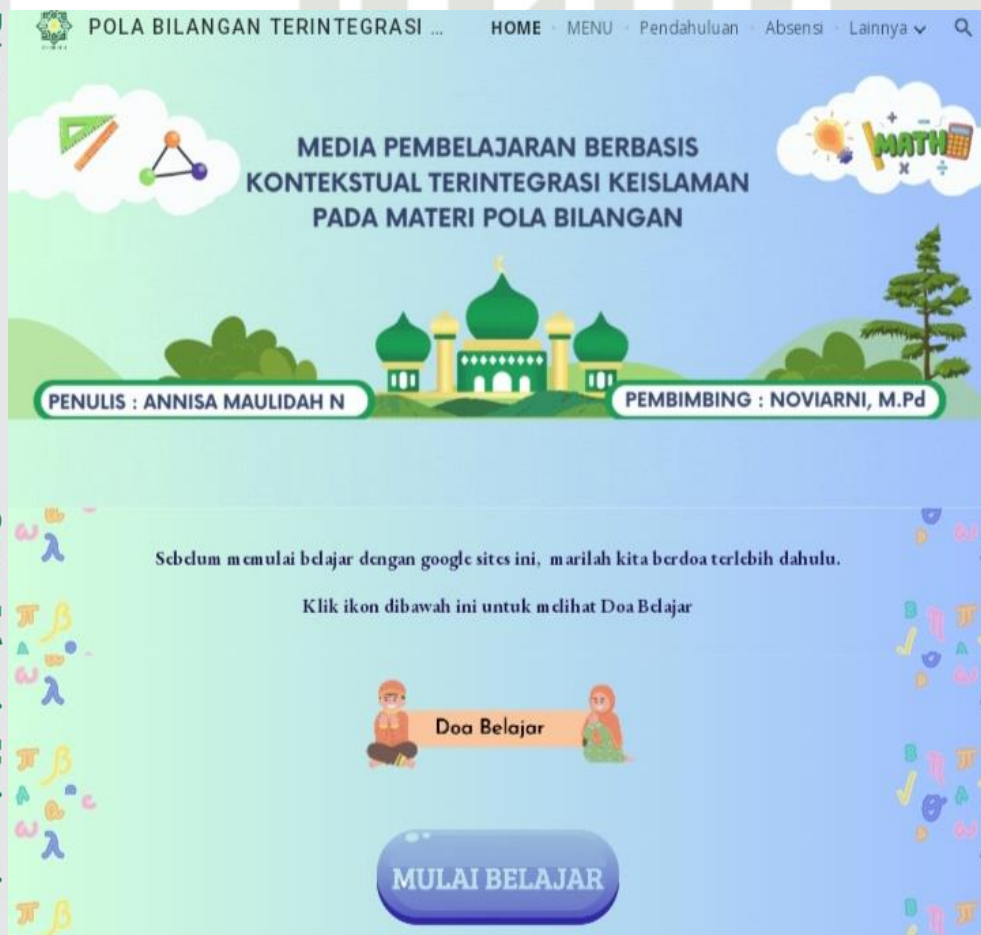 POLA BILANGAN TERINTEGRASI ... HOME MENU Pendahuluan Absensi Lainnya
MATH
MEDIA PEMBELAJARAN BERBASIS
KONTEKSTUAL TERINTEGRASI KEISLAMAN
PADA MATERI POLA BILANGAN
PENULIS : ANNISA MAULIDAH N
PEMBIMBING : NOVIARNI, M.Pd
Sebelum memulai belajar dengan google sites ini, marilah kita berdoa terlebih dahulu.
Klik ikon dibawah ini untuk melihat Doa Belajar
Doa Belajar
MULAI BELAJAR